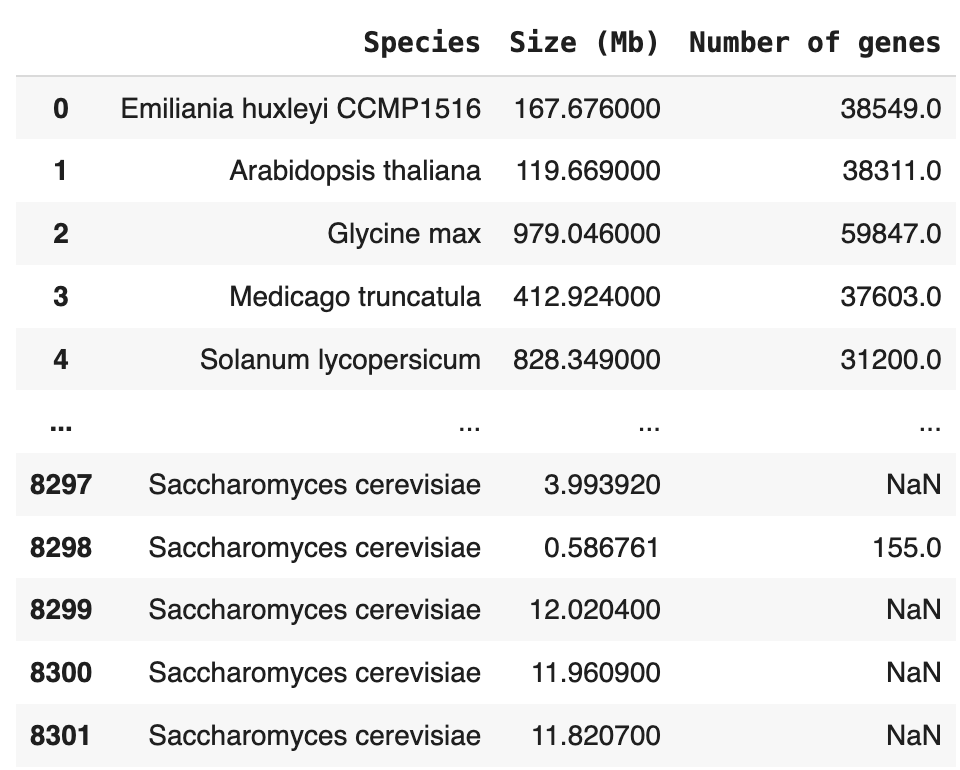 Species Size (Mb) Number of genes
0 Emiliania huxleyi CCMP1516 167.676000 38549.0
1 Arabidopsis thaliana 119.669000 38311.0
2 Glycine max 979.046000 59847.0
3 Medicago truncatula 412.924000 37603.0
4 Solanum lycopersicum 828.349000 31200.0
... ... ... ...
8297 Saccharomyces cerevisiae 3.993920 NaN
8298 Saccharomyces cerevisiae 0.586761 155.0
8299 Saccharomyces cerevisiae 12.020400 NaN
8300 Saccharomyces cerevisiae 11.960900 NaN
8301 Saccharomyces cerevisiae 11.820700 NaN